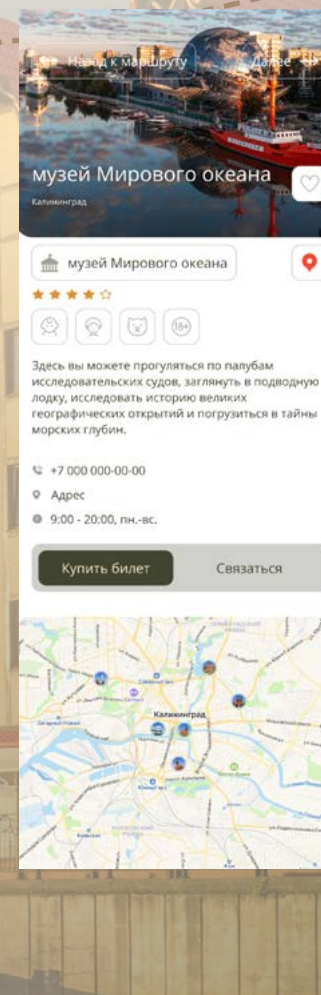 Назад к маршруту
Далее
музей Мирового океана
Калининград
музей Мирового океана
18+
Здесь вы можете прогуляться по палубам
исследовательских судов, заглянуть в подводную
лодку, исследовать историю великих
географических открытий и погрузиться в тайны
морских глубин.
+7 000 000-00-00
Адрес
9:00 - 20:00, пн.-вс.
Купить билет
Связаться
Калининград